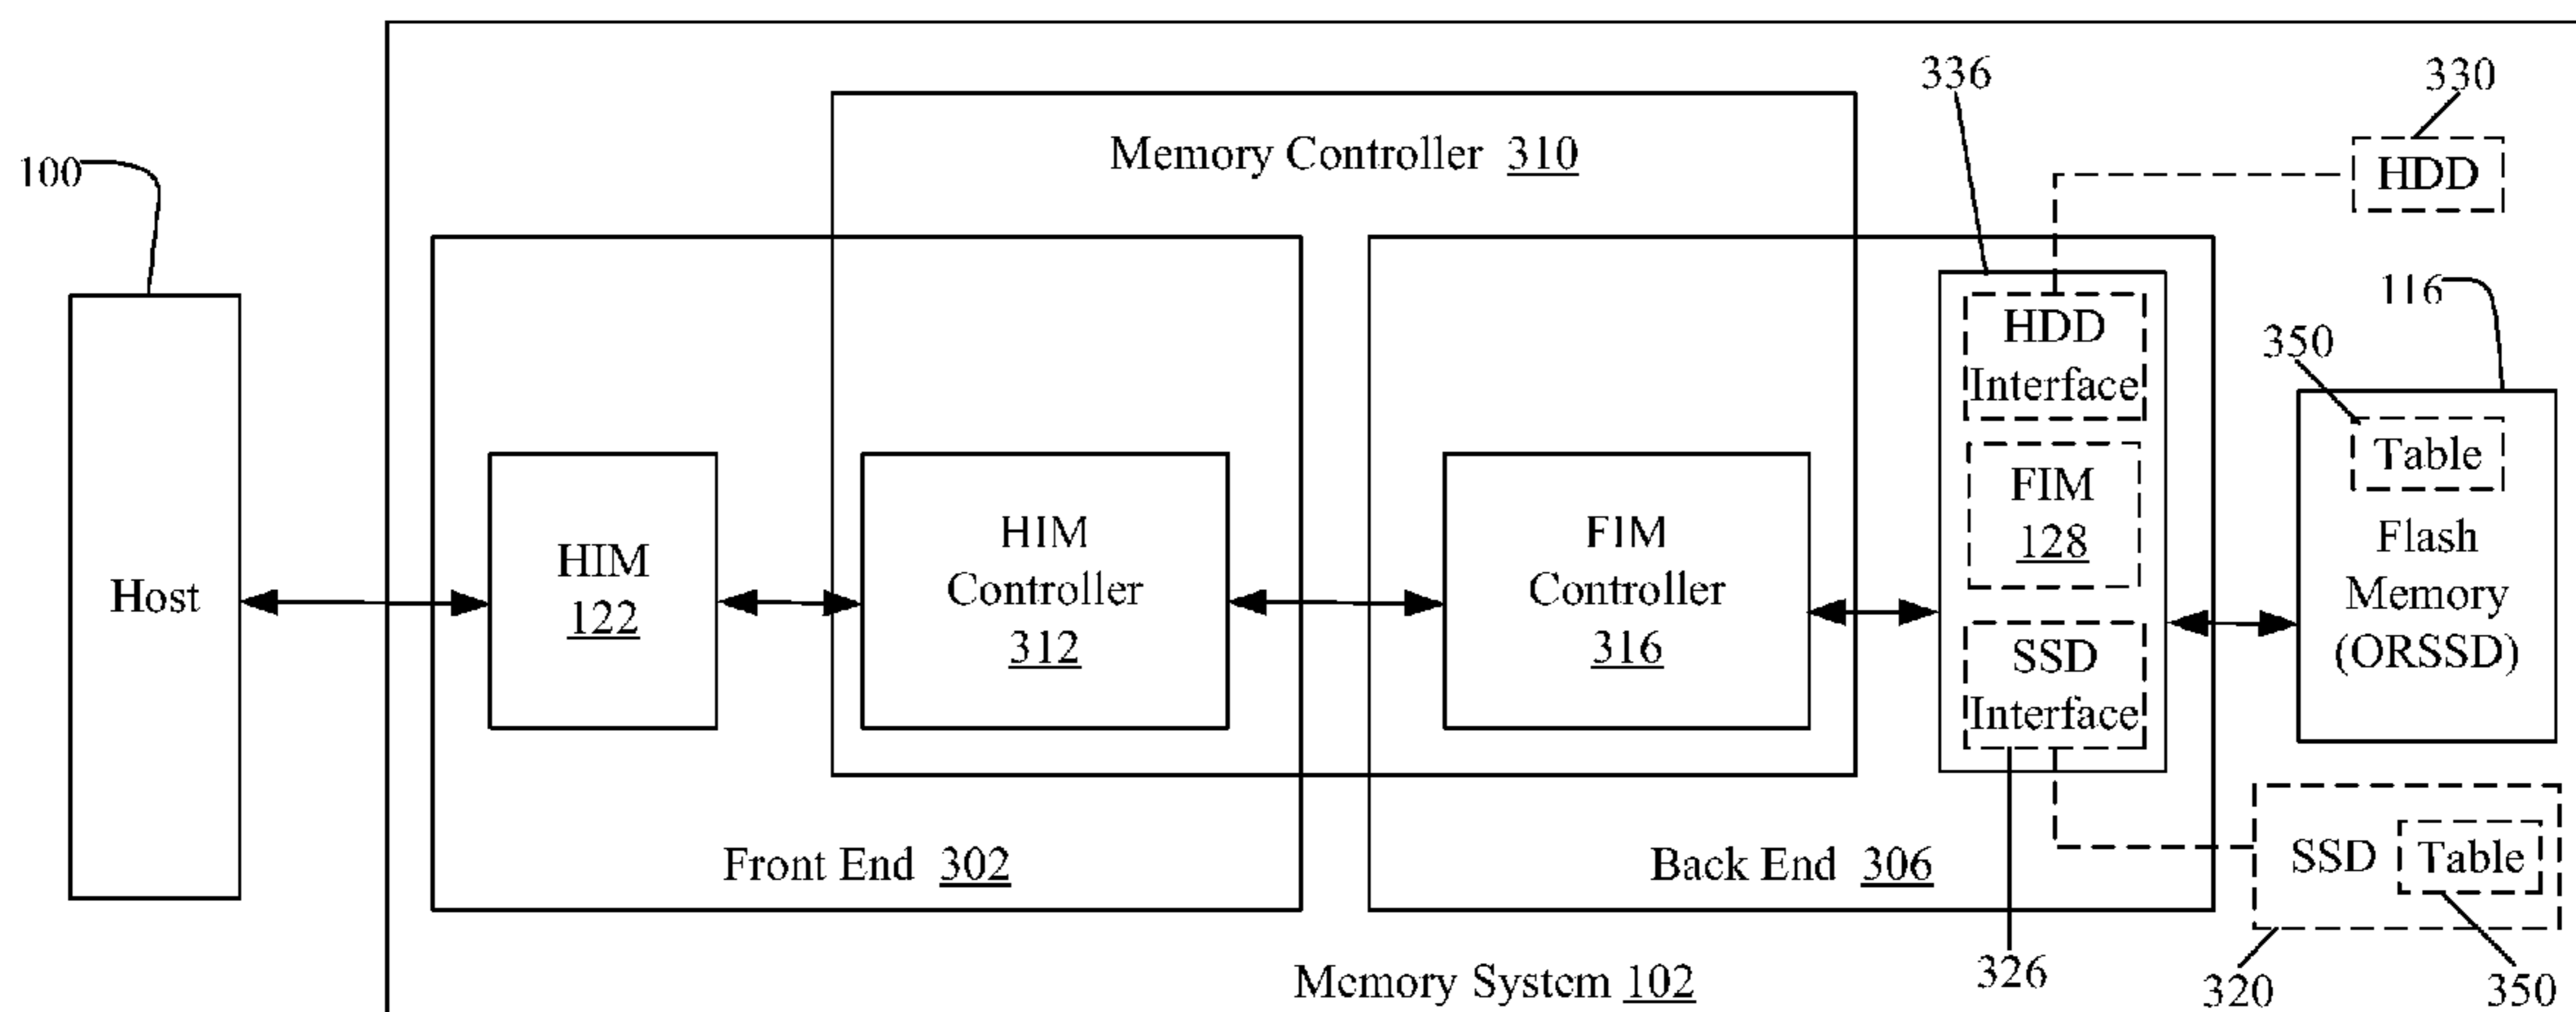 336
330
100
Memory Controller 310
HDD
116
350
HDD
Interface
Table
FIM
128
Flash
Memory
(ORSSD)
Host
HIM
122
HIM
Controller
312
FIM
Controller
316
SSD
Interface
Front End 302
Back End 306
SSD
Table
326
320
350
Memory System 102